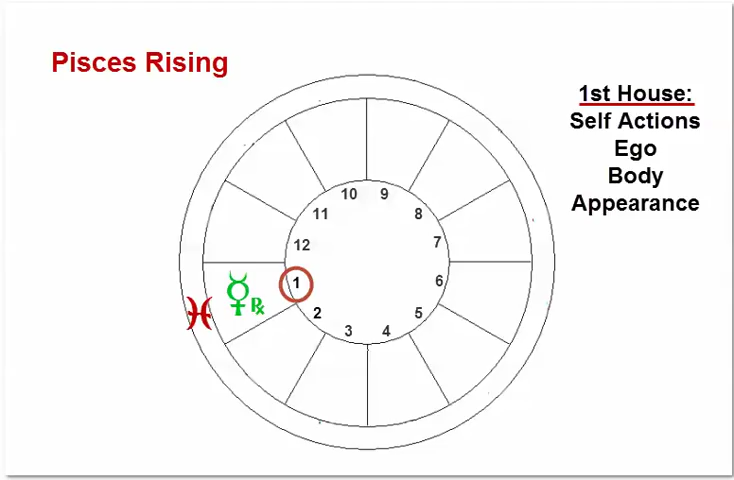 Pisces Rising
1st House:
Self Actions
Ego
Body
Appearance
10 9
11 8
12 7
1 6
2 5
3 4
☿℞
♓